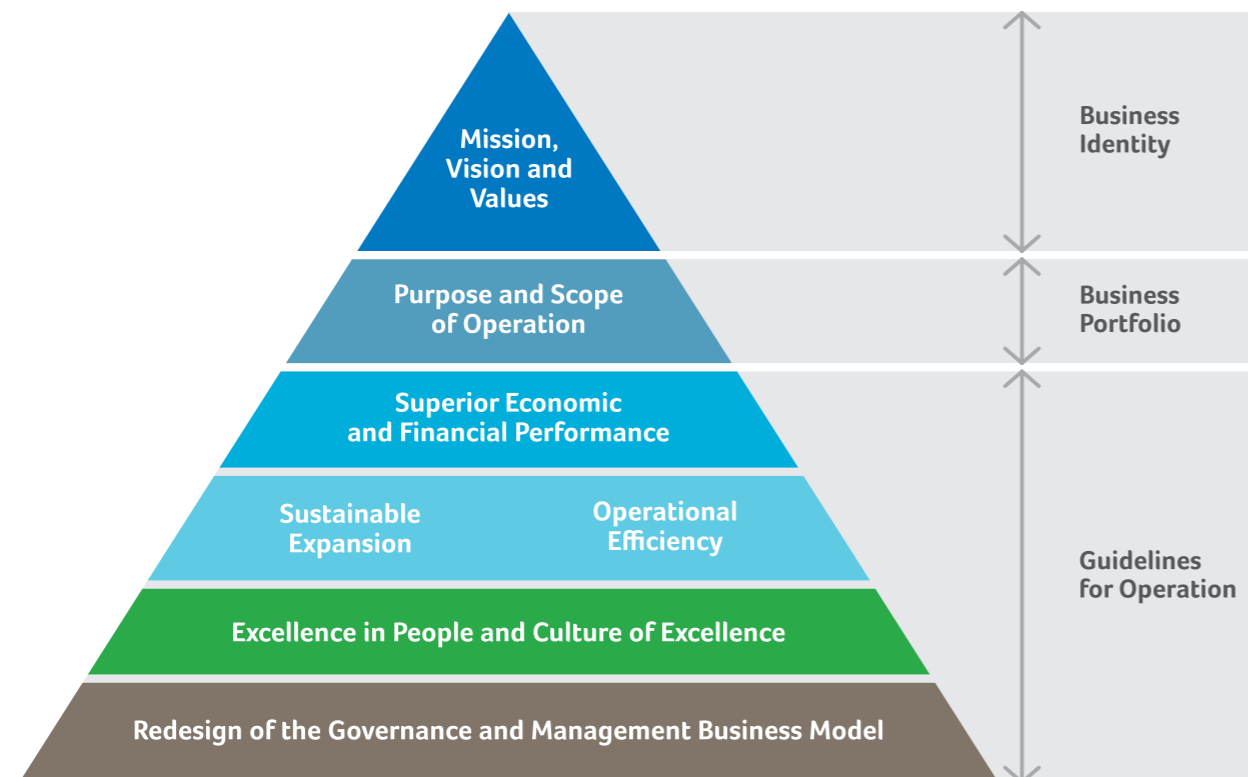 Mission,
Vision and
Values
Business
Identity
Purpose and Scope
of Operation
Business
Portfolio
Superior Economic
and Financial Performance
Sustainable
Expansion
Operational
Efficiency
Guidelines
for Operation
Excellence in People and Culture of Excellence
Redesign of the Governance and Management Business Model